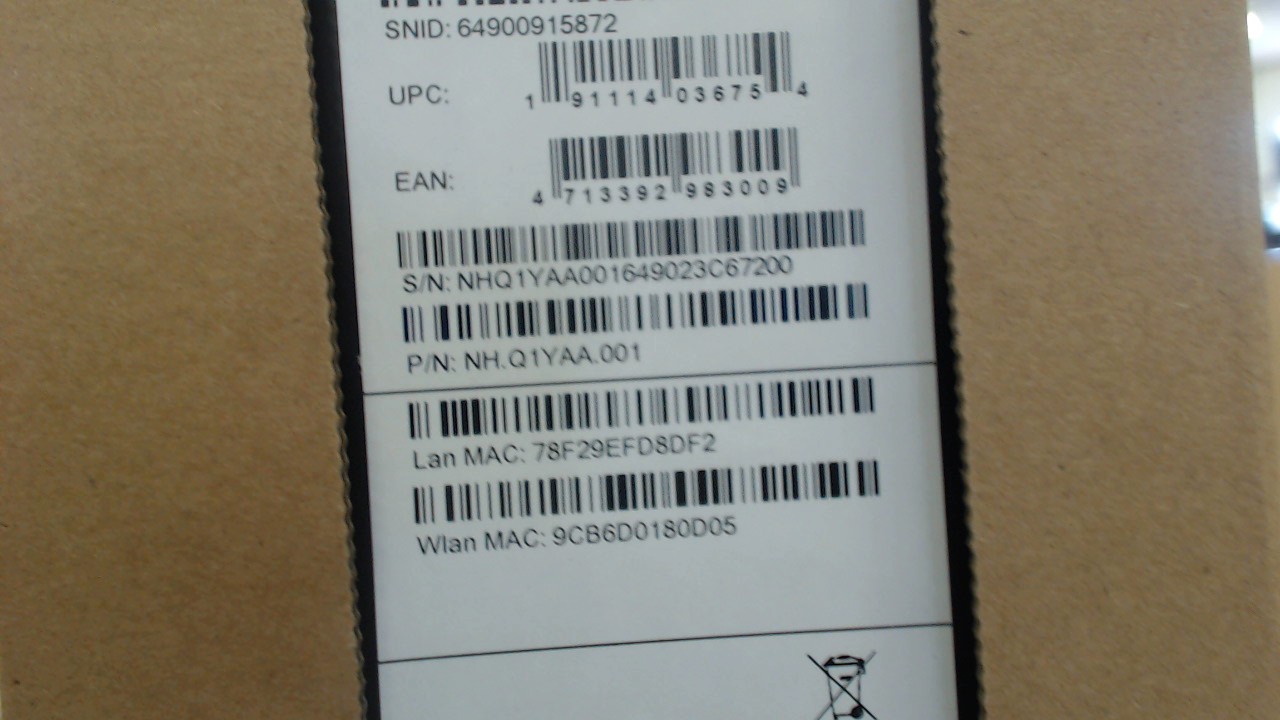 SNID: 64900915872
UPC: 1 91114 03675 4
EAN: 4 713392 983009
S/N: NHQ1YAA001649023C67200
P/N: NH.Q1YAA.001
Lan MAC: 78F29EFD8DF2
Wlan MAC: 9CB6D0180D05